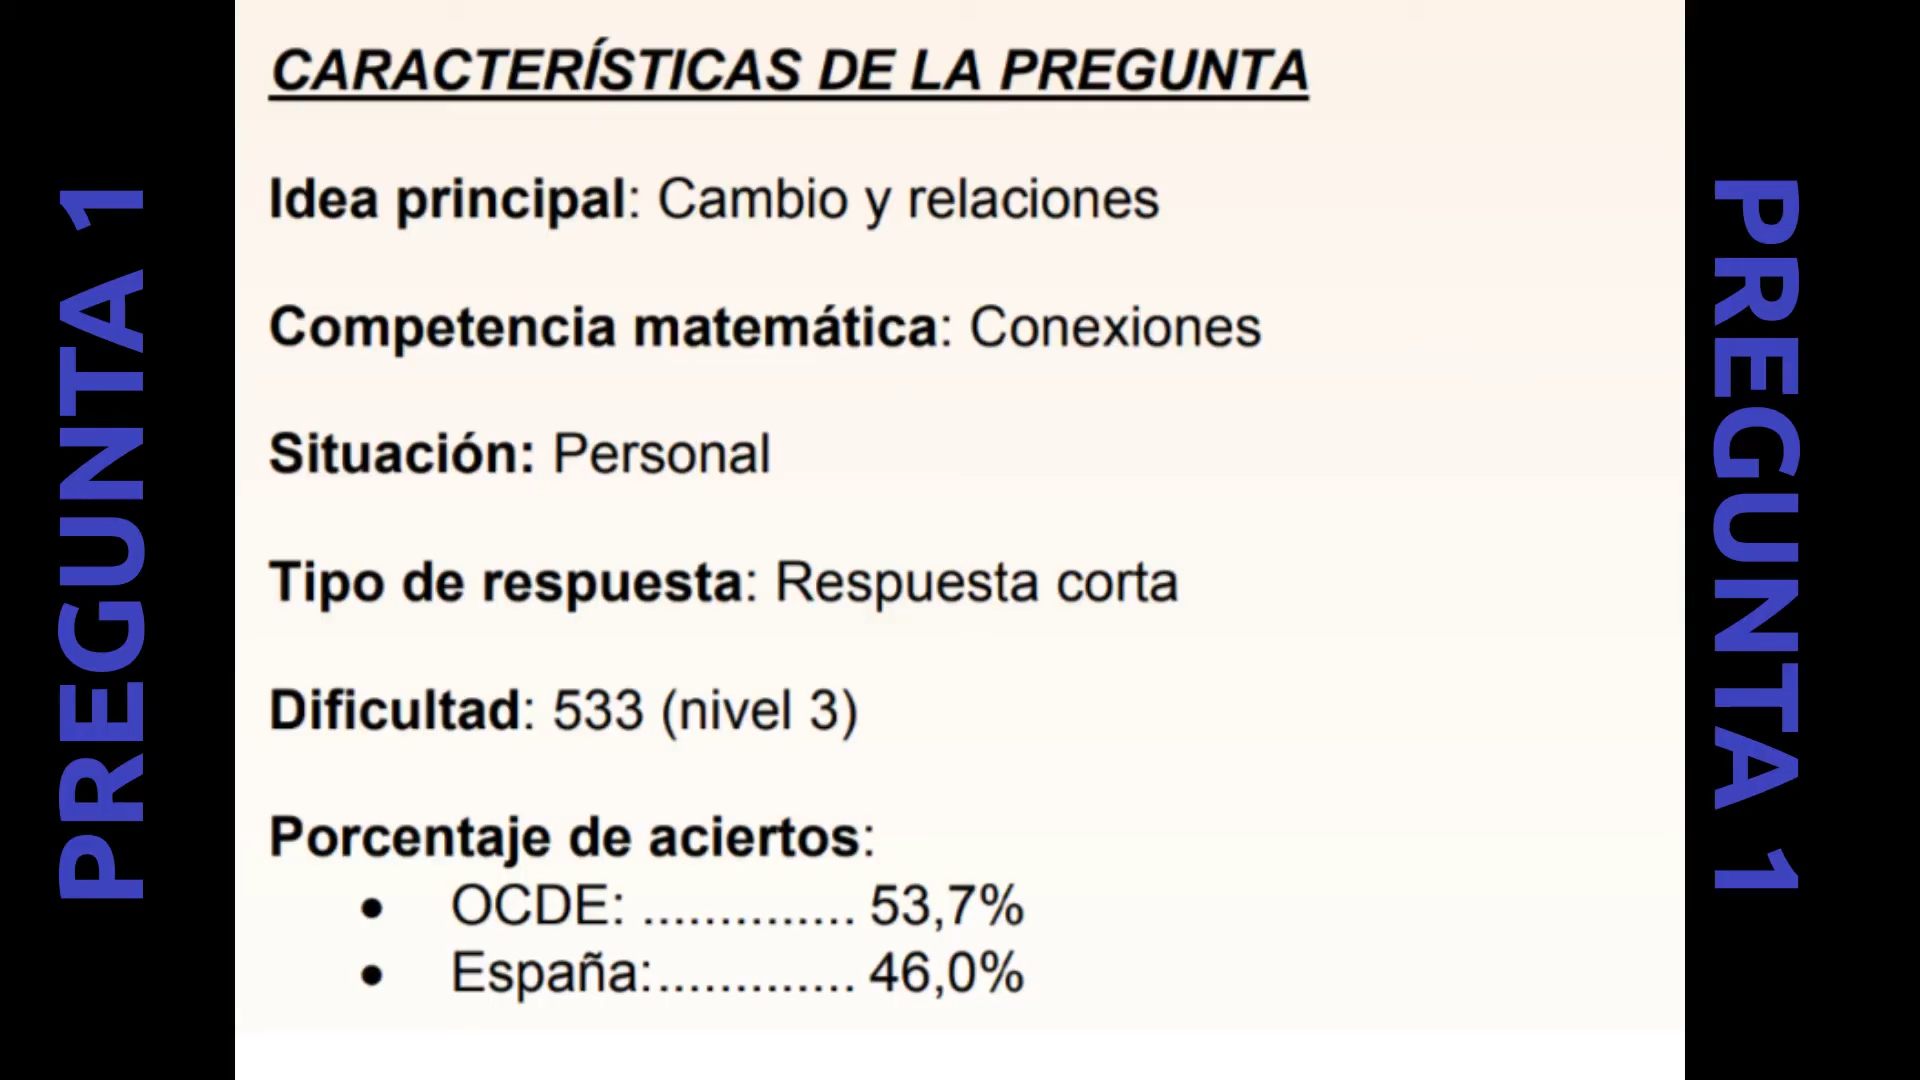 PREGUNTA 1
CARACTERÍSTICAS DE LA PREGUNTA
Idea principal: Cambio y relaciones
Competencia matemática: Conexiones
Situación: Personal
Tipo de respuesta: Respuesta corta
Dificultad: 533 (nivel 3)
Porcentaje de aciertos:
• OCDE: .............. 53,7%
• España:............. 46,0%
PREGUNTA 1